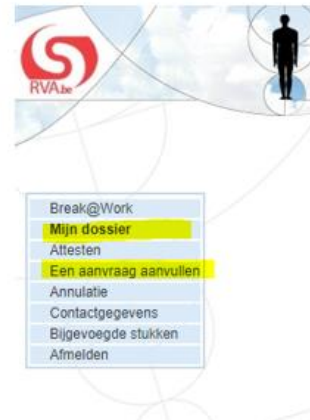 RVA.be
Break@Work
Mijn dossier
Attesten
Een aanvraag aanvullen
Annulatie
Contactgegevens
Bijgevoegde stukken
Afmelden